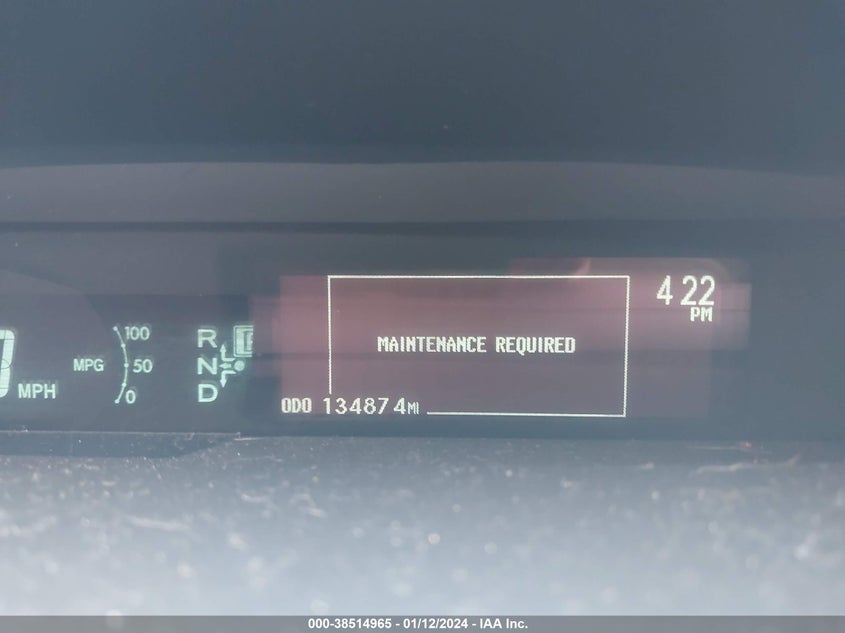 4 22
PM
MAINTENANCE REQUIRED
ODO 134874 MI
MPH
MPG
100
50
0
R
N
D
000-38514965 - 01/12/2024 - IAA Inc.